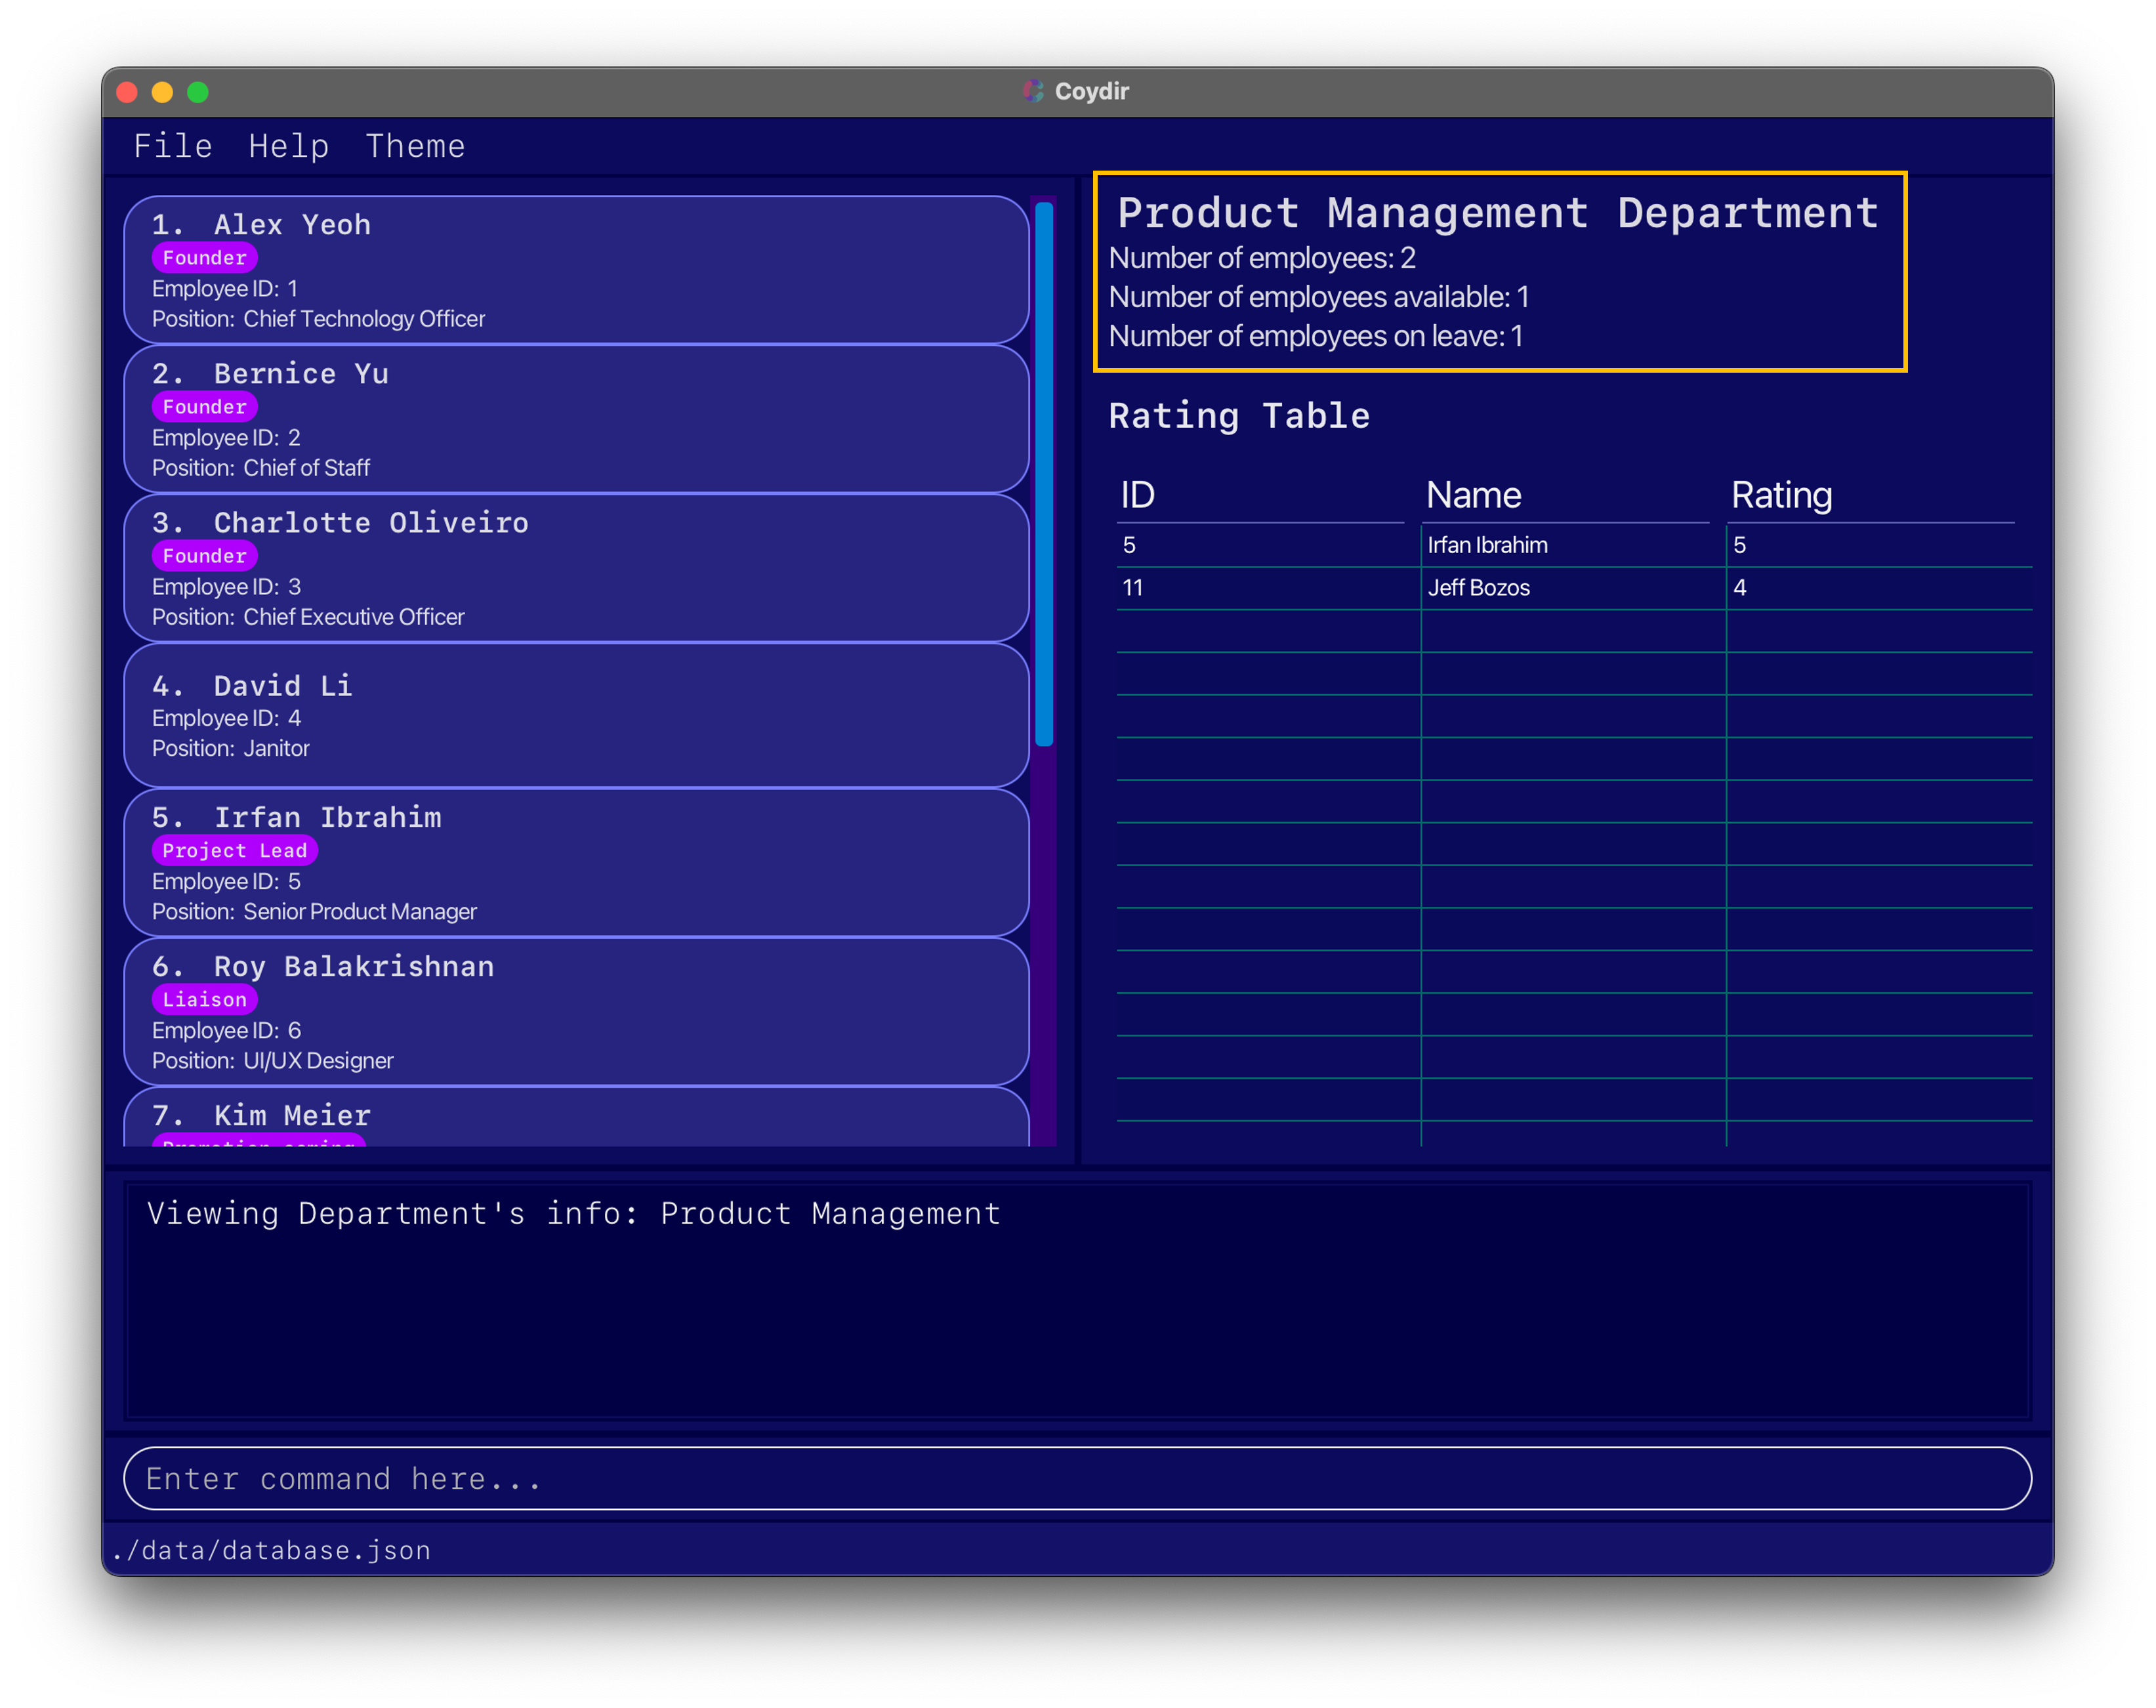 Coydir
File Help Theme
1. Alex Yeoh
Founder
Employee ID: 1
Position: Chief Technology Officer
2. Bernice Yu
Founder
Employee ID: 2
Position: Chief of Staff
3. Charlotte Oliveiro
Founder
Employee ID: 3
Position: Chief Executive Officer
4. David Li
Employee ID: 4
Position: Janitor
5. Irfan Ibrahim
Project Lead
Employee ID: 5
Position: Senior Product Manager
6. Roy Balakrishnan
Liaison
Employee ID: 6
Position: UI/UX Designer
7. Kim Meier
Product Management Department
Number of employees: 2
Number of employees available: 1
Number of employees on leave: 1
Rating Table
ID Name Rating
5 Irfan Ibrahim 5
11 Jeff Bozos 4
Viewing Department's info: Product Management
Enter command here...
./data/database.json